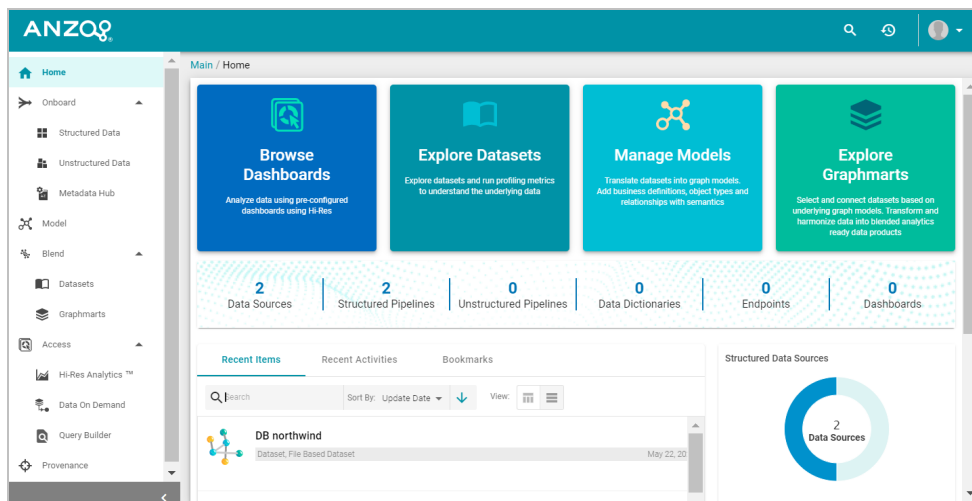 ANZO
Main / Home
Home
Onboard
Structured Data
Unstructured Data
Metadata Hub
Model
Blend
Datasets
Graphmarts
Access
Hi-Res Analytics ™
Data On Demand
Query Builder
Provenance
Browse
Dashboards
Analyze data using pre-configured
dashboards using Hi-Res
Explore Datasets
Explore datasets and run profiling metrics
to understand the underlying data
Manage Models
Translate datasets into graph models.
Add business definitions, object types and
relationships with semantics
Explore
Graphmarts
Select and connect datasets based on
underlying graph models. Transform and
harmonize data into blended analytics
ready data products
2
Data Sources
2
Structured Pipelines
0
Unstructured Pipelines
0
Data Dictionaries
0
Endpoints
0
Dashboards
Recent Items
Recent Activities
Bookmarks
Search
Sort By: Update Date
View:
DB northwind
Dataset, File Based Dataset
May 22, 20
Structured Data Sources
2
Data Sources